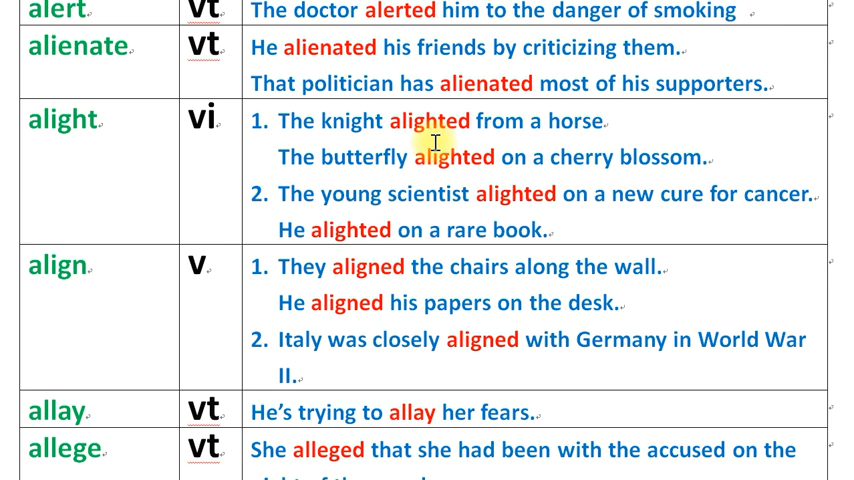 alert vt The doctor alerted him to the danger of smoking
alienate vt He alienated his friends by criticizing them.
That politician has alienated most of his supporters.
alight vi 1. The knight alighted from a horse
The butterfly alighted on a cherry blossom.
2. The young scientist alighted on a new cure for cancer.
He alighted on a rare book.
align v 1. They aligned the chairs along the wall.
He aligned his papers on the desk.
2. Italy was closely aligned with Germany in World War
II.
allay vt He's trying to allay her fears.
allege vt She alleged that she had been with the accused on the